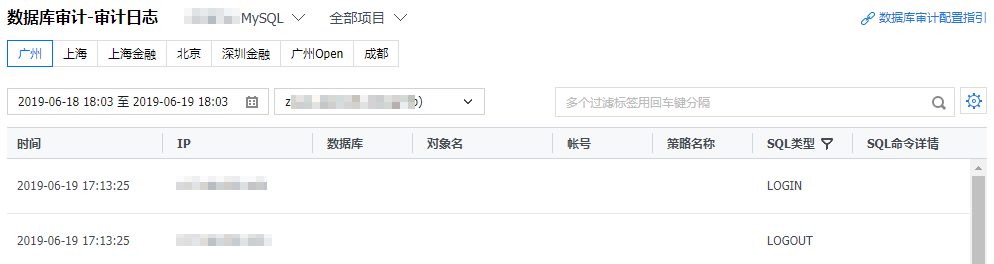 数据库审计-审计日志 MySQL 全部项目 数据库审计配置指引
广州 上海 上海金融 北京 深圳金融 广州Open 成都
2019-06-18 18:03 至 2019-06-19 18:03 多个过滤标签用回车键分隔
时间 IP 数据库 对象名 帐号 策略名称 SQL类型 SQL命令详情
2019-06-19 17:13:25 LOGIN
2019-06-19 17:13:25 LOGOUT